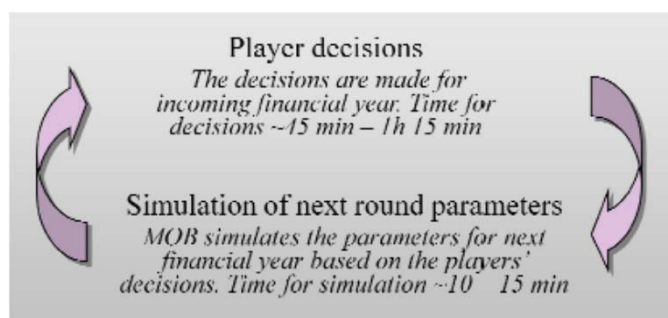 Player decisions
The decisions are made for
incoming financial year. Time for
decisions ~45 min – 1h 15 min
Simulation of next round parameters
MOB simulates the parameters for next
financial year based on the players'
decisions. Time for simulation ~10 15 min